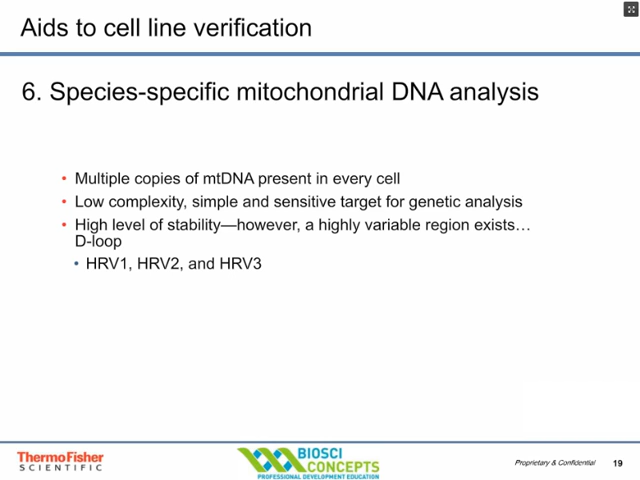 Aids to cell line verification
6. Species-specific mitochondrial DNA analysis
• Multiple copies of mtDNA present in every cell
• Low complexity, simple and sensitive target for genetic analysis
• High level of stability—however, a highly variable region exists…
D-loop
• HRV1, HRV2, and HRV3
ThermoFisher
SCIENTIFIC
BIOSCI
CONCEPTS
PROFESSIONAL DEVELOPMENT EDUCATION
Proprietary & Confidential
19